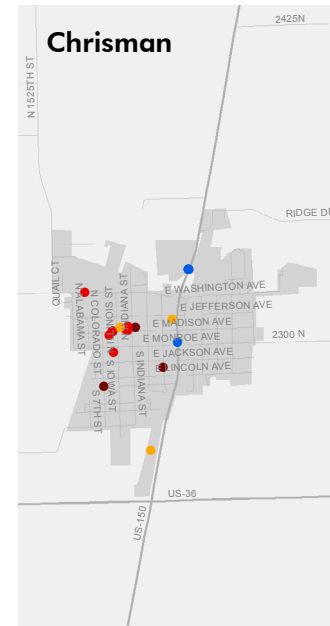 2425N
Chrisman
N 1525TH ST
RIDGE
QUAIL CT
N ALABAMA ST
N COLORADO ST
N INDIANA ST
E WASHINGTON AVE
E JEFFERSON AVE
E MADISON AVE
E MONROE AVE
2300 N
E JACKSON AVE
LINCOLN AVE
S IOWA ST
S INDIANA ST
S 7TH ST
US-36
US-150